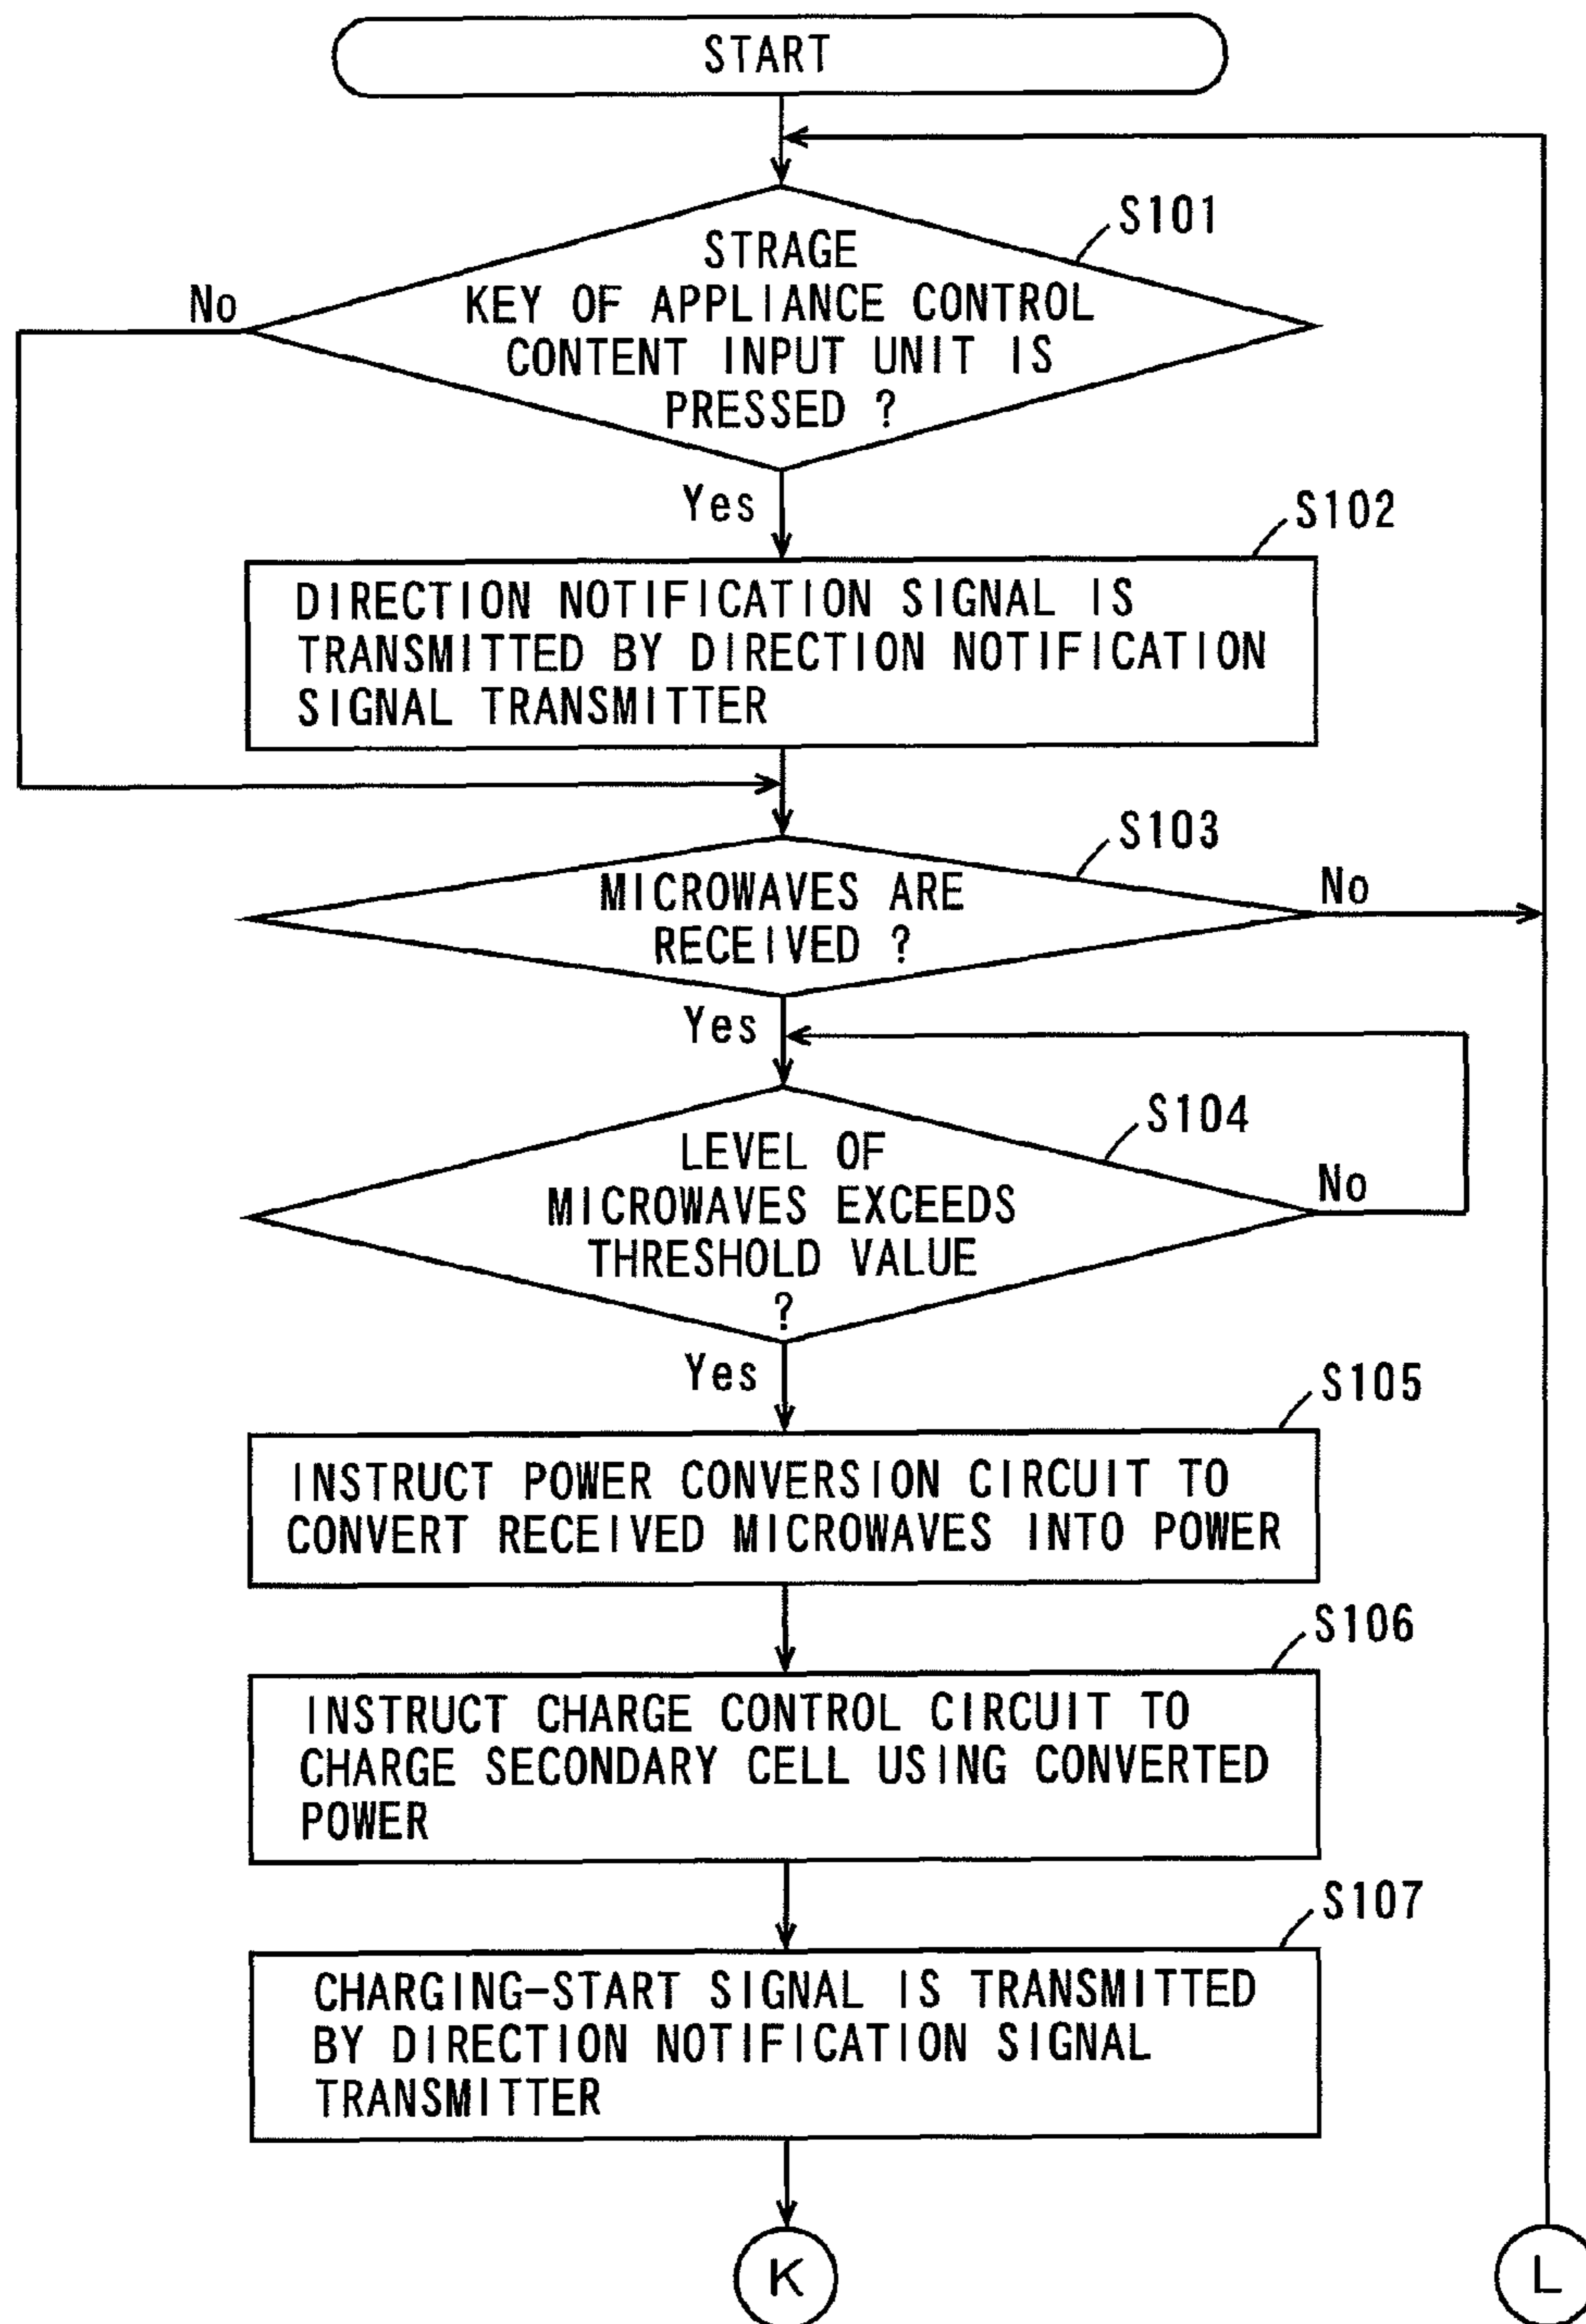 START
S101
STRAGE
KEY OF APPLIANCE CONTROL
CONTENT INPUT UNIT IS
PRESSED ?
No
Yes
S102
DIRECTION NOTIFICATION SIGNAL IS
TRANSMITTED BY DIRECTION NOTIFICATION
SIGNAL TRANSMITTER
S103
MICROWAVES ARE
RECEIVED ?
No
Yes
S104
LEVEL OF
MICROWAVES EXCEEDS
THRESHOLD VALUE
?
No
Yes
S105
INSTRUCT POWER CONVERSION CIRCUIT TO
CONVERT RECEIVED MICROWAVES INTO POWER
S106
INSTRUCT CHARGE CONTROL CIRCUIT TO
CHARGE SECONDARY CELL USING CONVERTED
POWER
S107
CHARGING-START SIGNAL IS TRANSMITTED
BY DIRECTION NOTIFICATION SIGNAL
TRANSMITTER
K
L